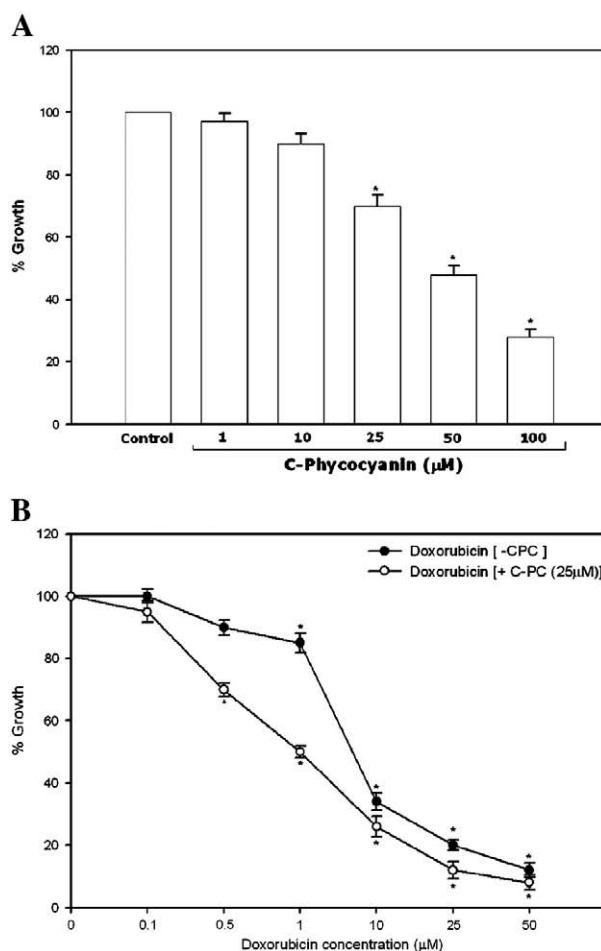 A
120
100
80
60
40
20
0
% Growth
* * *
Control 1 10 25 50 100
C-Phycocyanin (μM)
B
120
100
80
60
40
20
0
% Growth
Doxorubicin [ -CPC ]
Doxorubicin [+ C-PC (25μM)]
*
*
*
*
*
*
*
*
*
0 0.1 0.5 1 10 25 50
Doxorubicin concentration (μM)